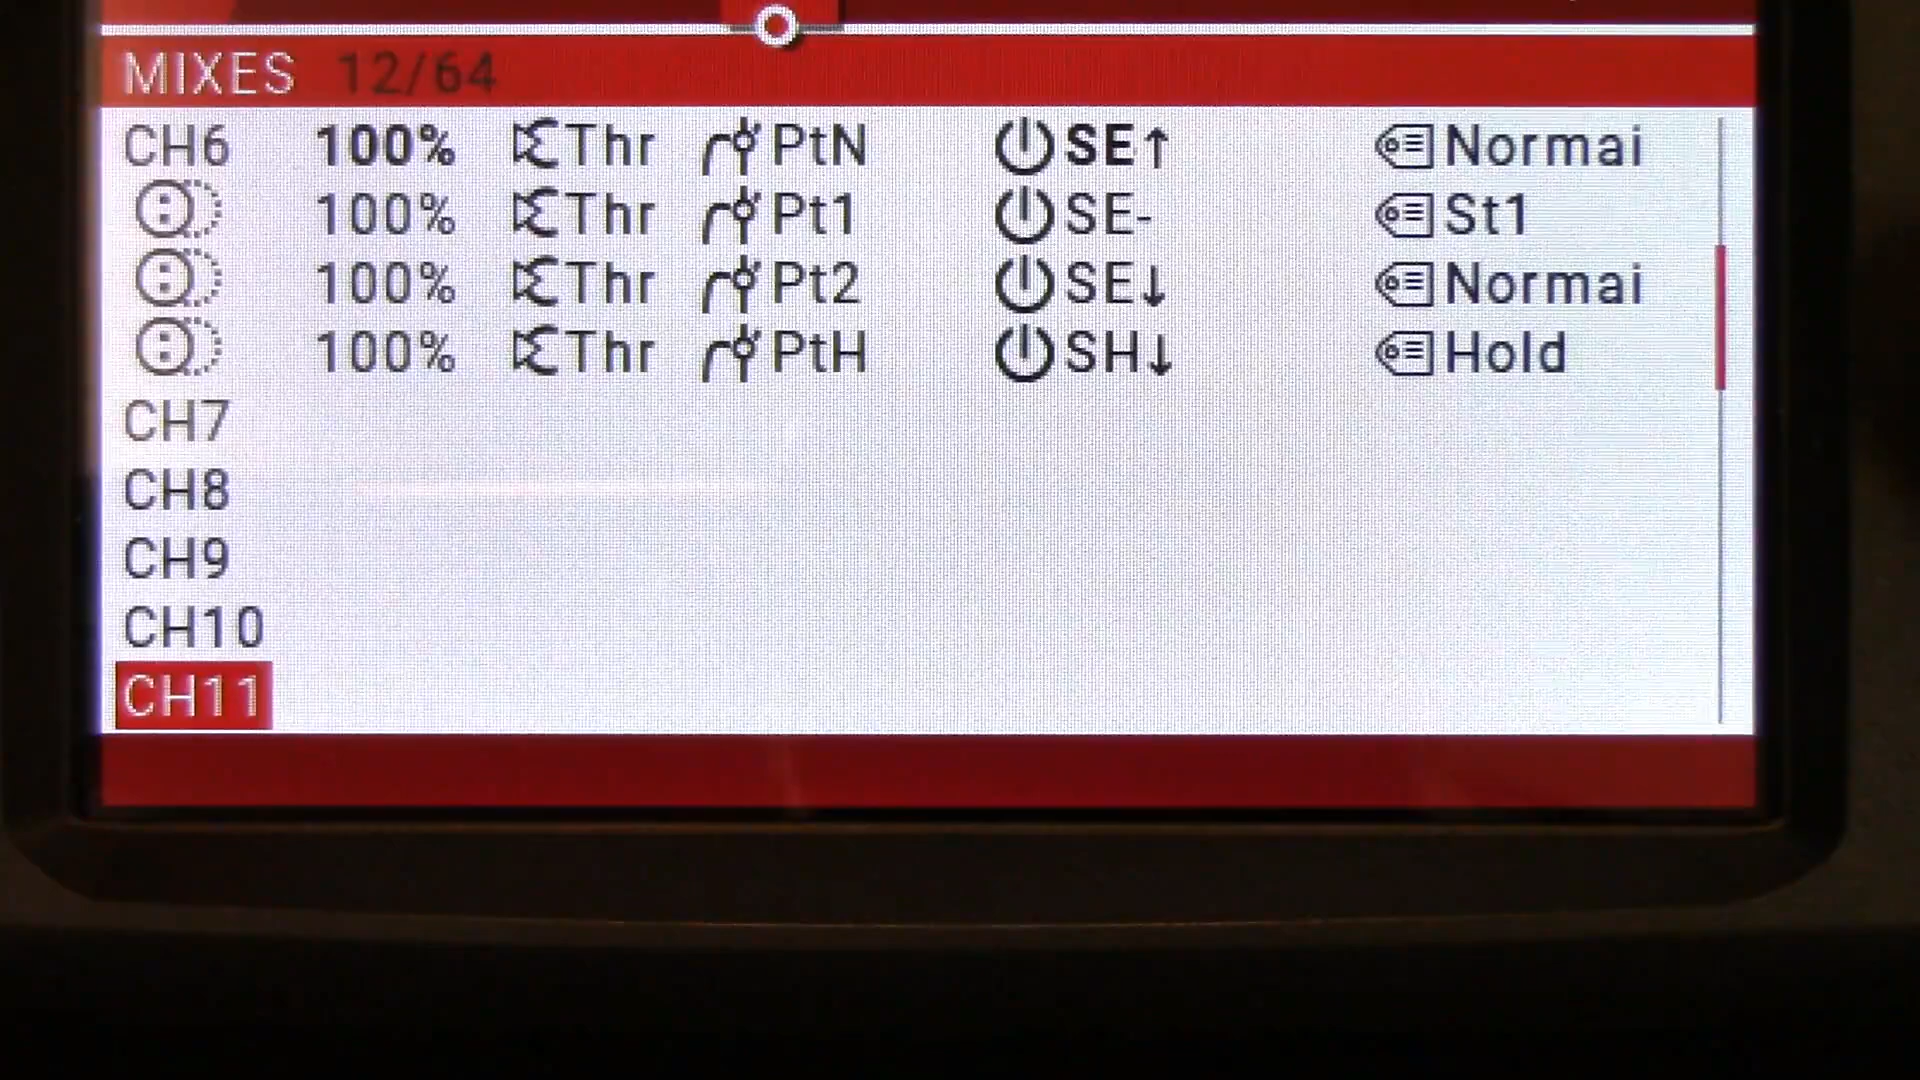 MIXES 12/64
CH6 100% Thr PtN SE↑ Normai
100% Thr Pt1 SE- St1
100% Thr Pt2 SE↓ Normai
100% Thr PtH SH↓ Hold
CH7
CH8
CH9
CH10
CH11